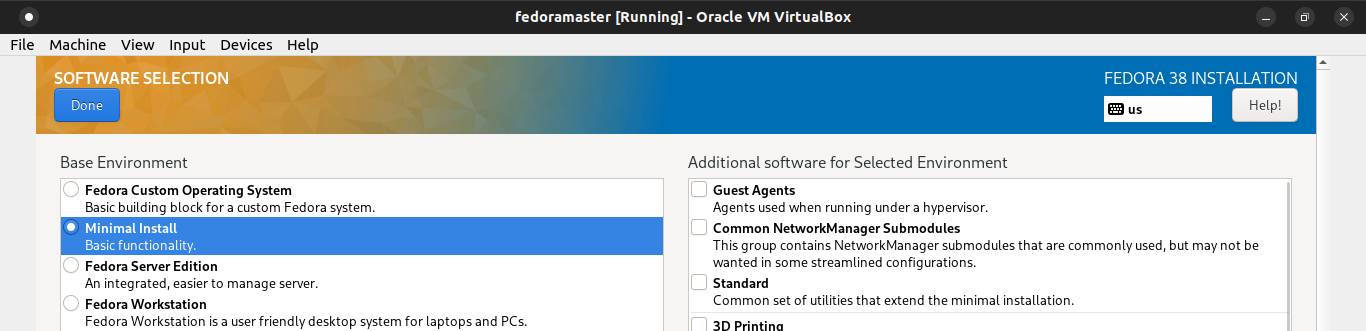 fedoramaster [Running] - Oracle VM VirtualBox
File Machine View Input Devices Help
SOFTWARE SELECTION
FEDORA 38 INSTALLATION
Done
us
Help!
Base Environment
Fedora Custom Operating System
Basic building block for a custom Fedora system.
Minimal Install
Basic functionality.
Fedora Server Edition
An integrated, easier to manage server.
Fedora Workstation
Fedora Workstation is a user friendly desktop system for laptops and PCs.
Additional software for Selected Environment
Guest Agents
Agents used when running under a hypervisor.
Common NetworkManager Submodules
This group contains NetworkManager submodules that are commonly used, but may not be
wanted in some streamlined configurations.
Standard
Common set of utilities that extend the minimal installation.
3D Printing